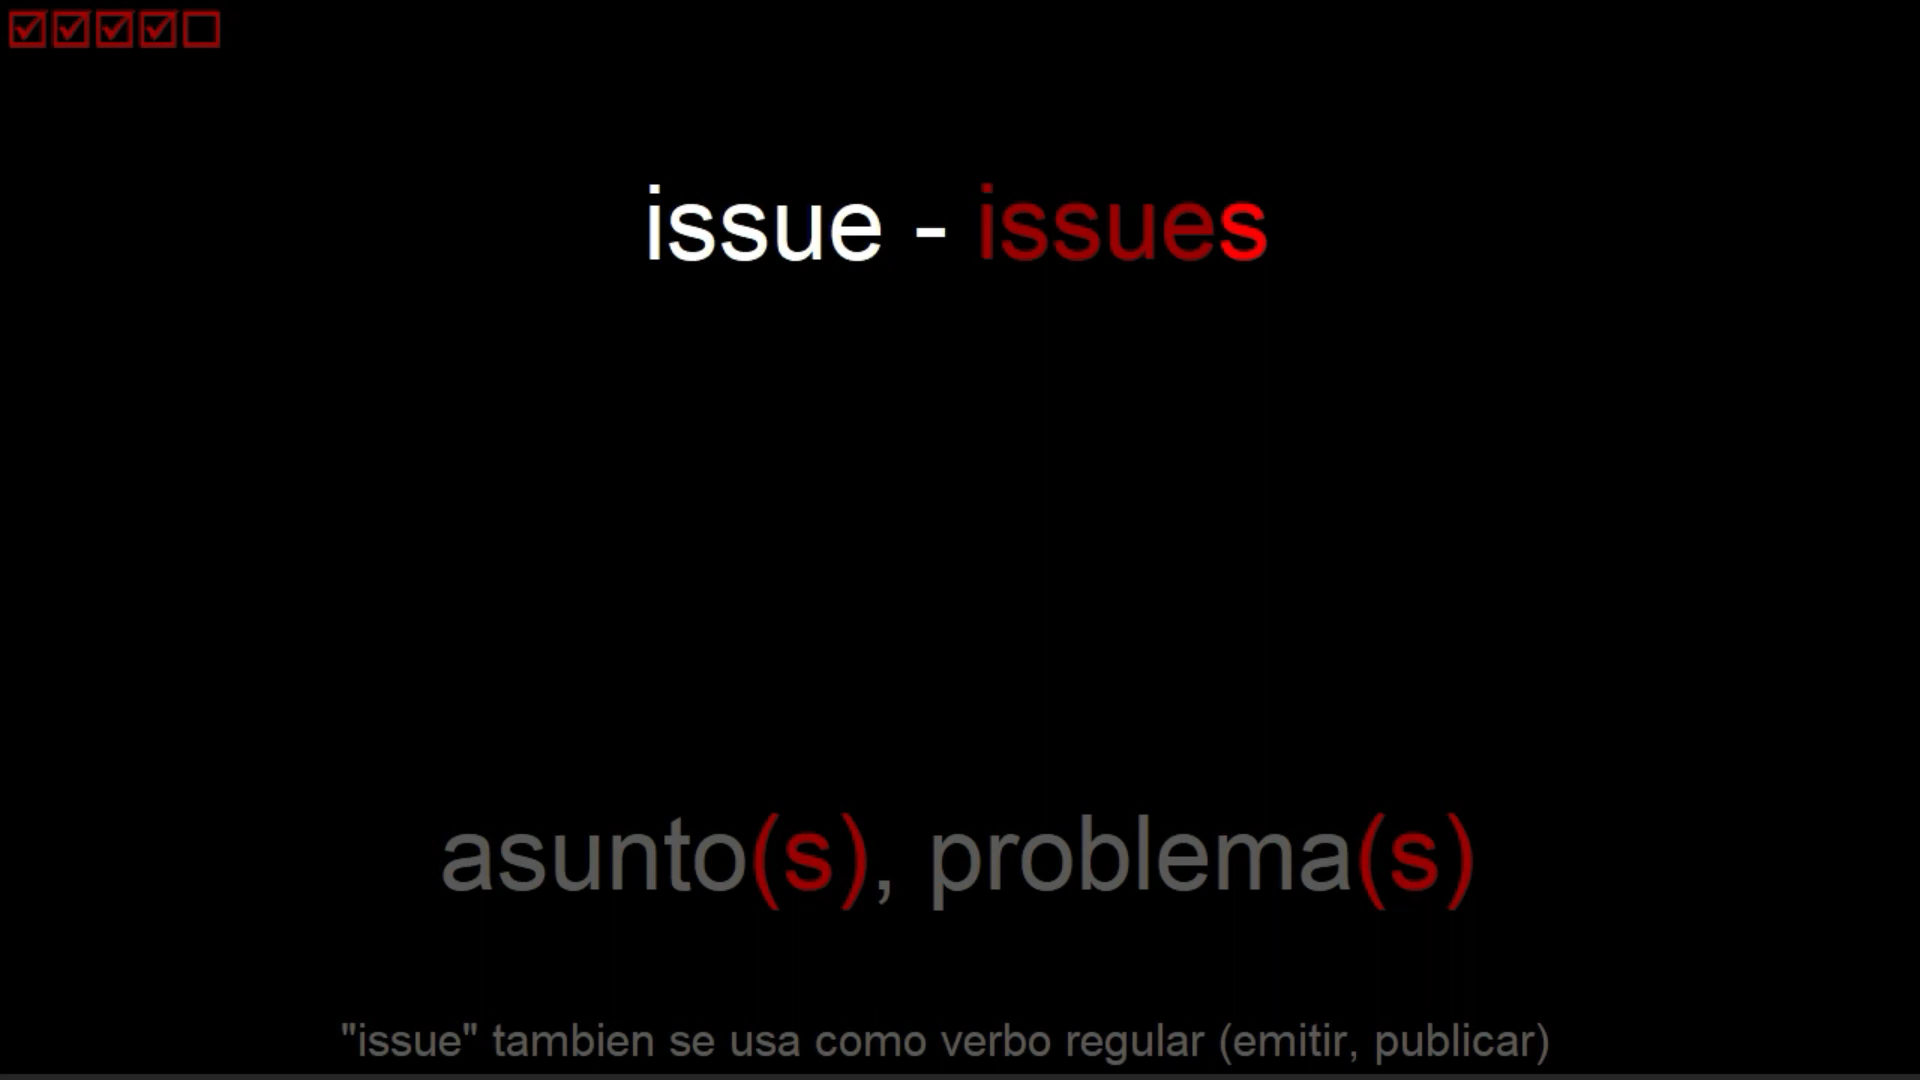 ☑☑☑☑☐
issue - issues
asunto(s), problema(s)
"issue" tambien se usa como verbo regular (emitir, publicar)